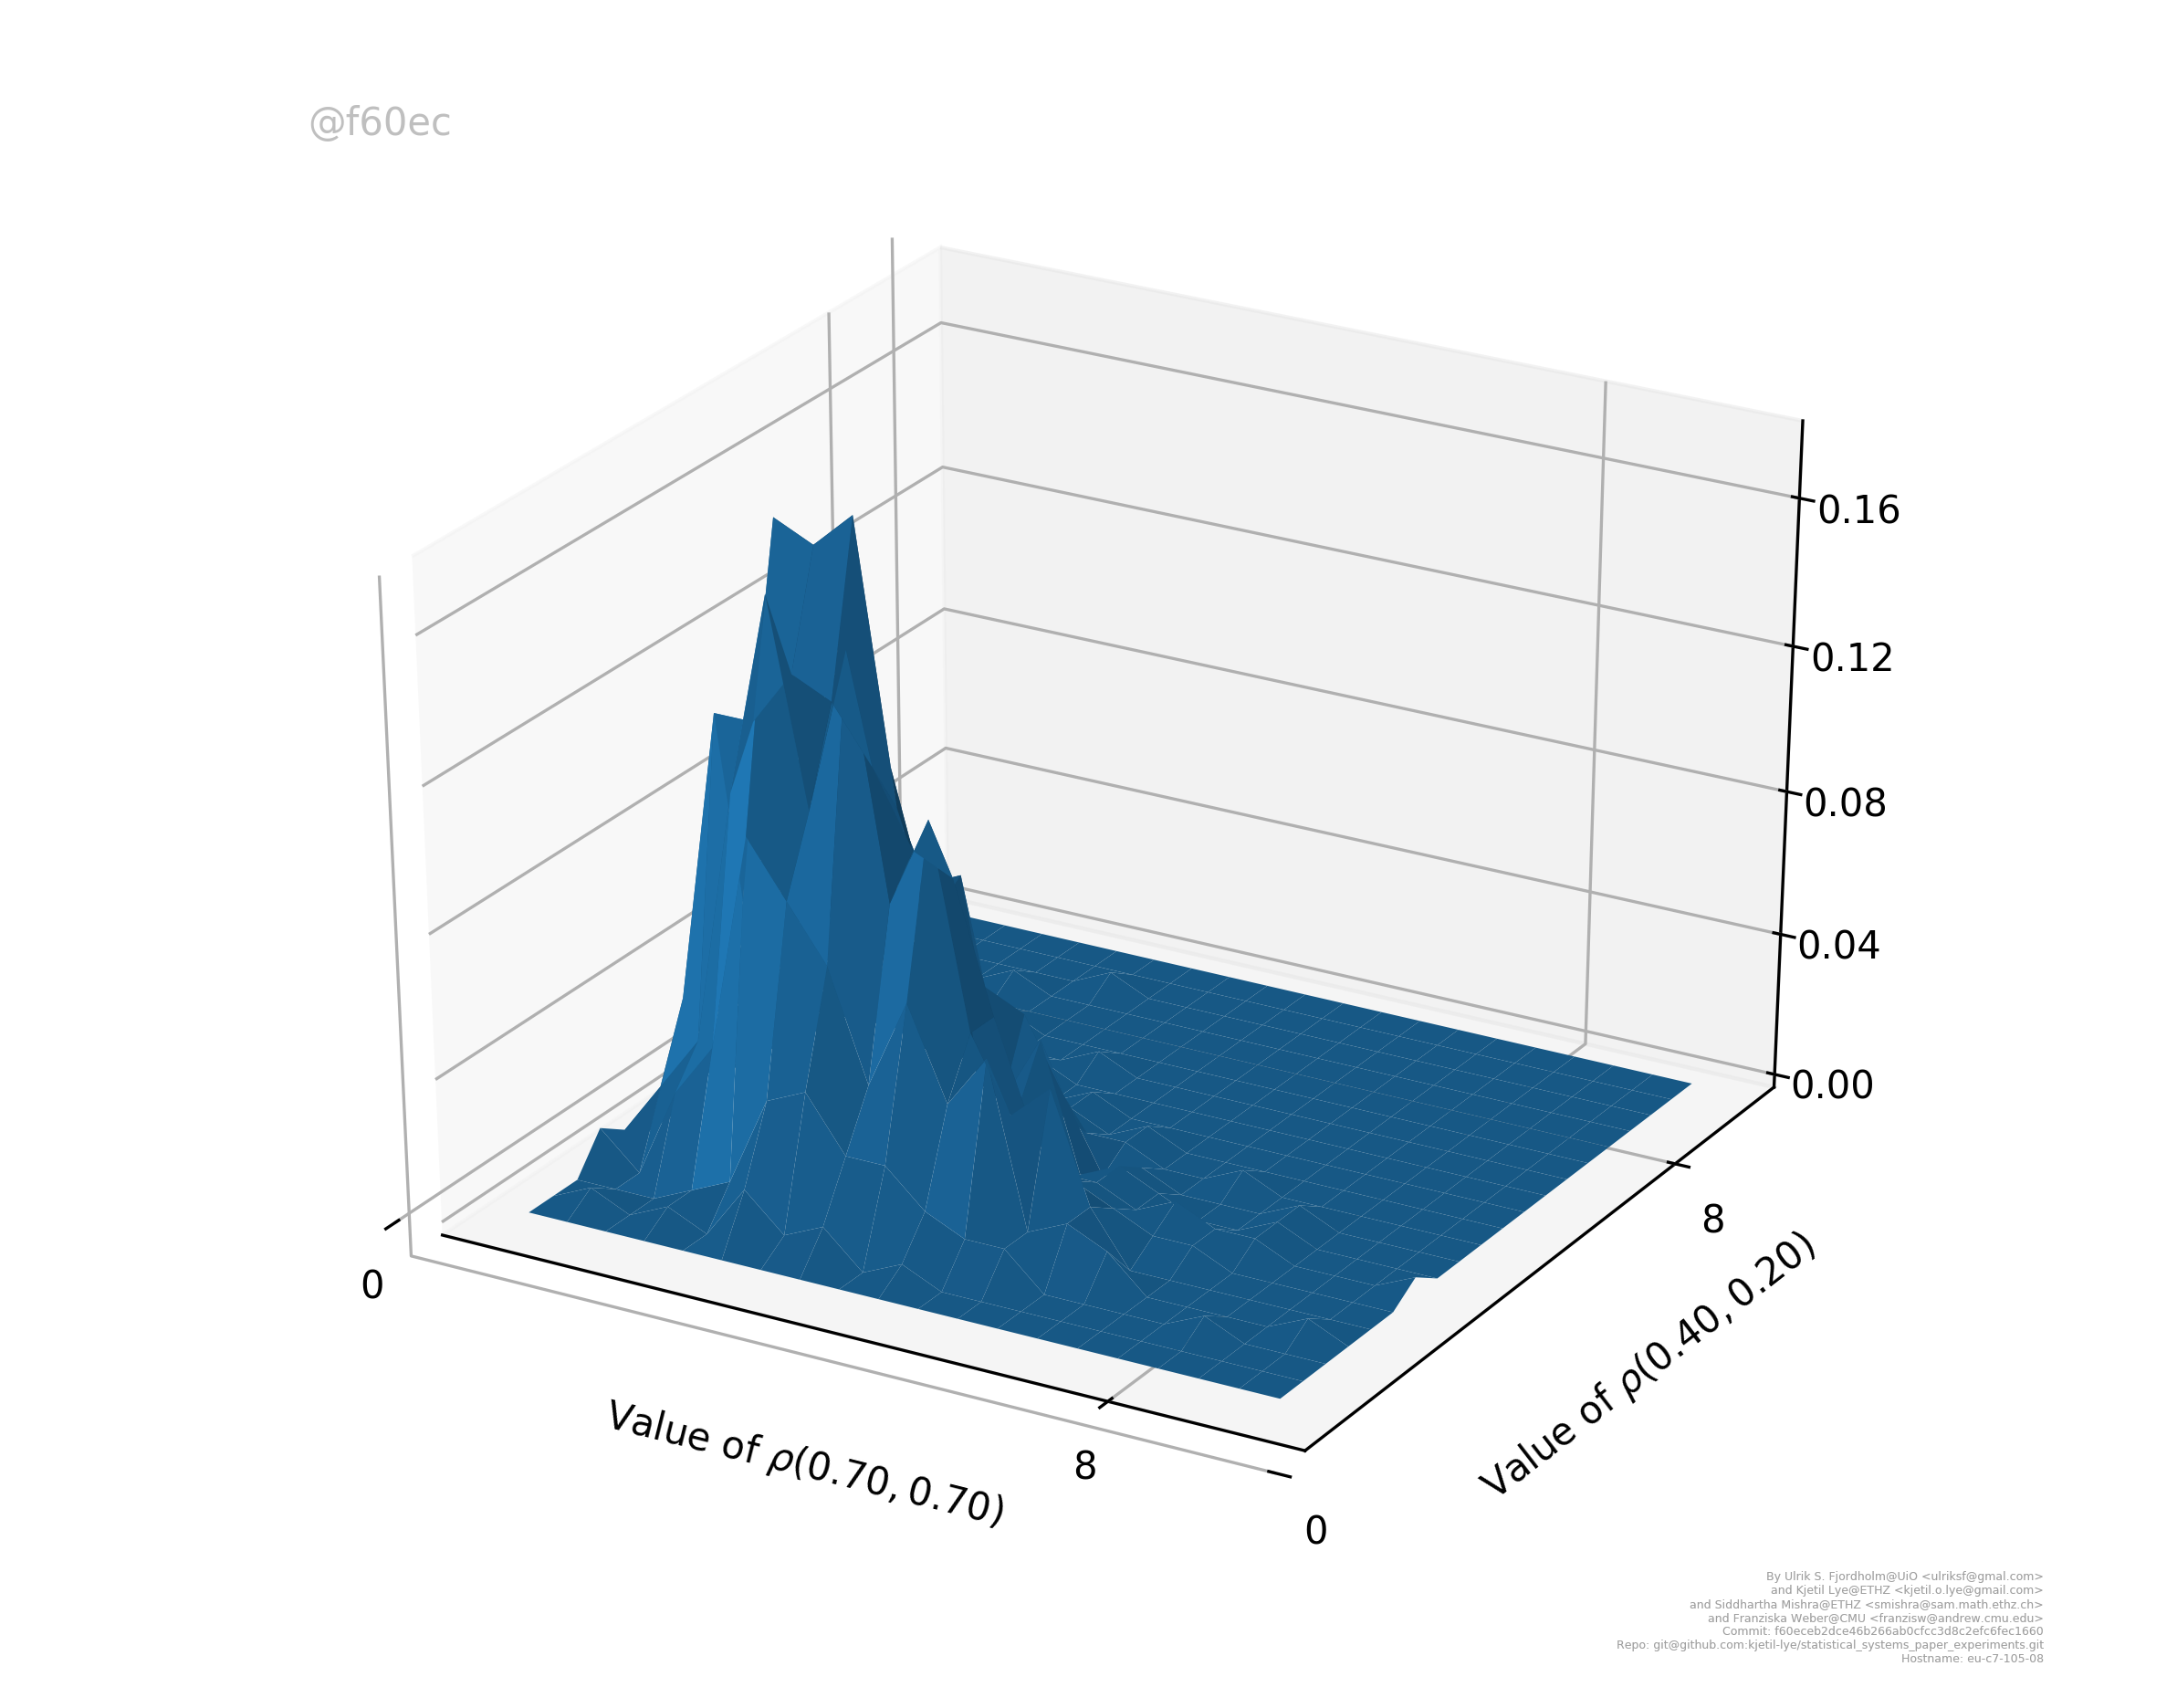 @f60ec
0.16
0.12
0.08
0.04
0.00
0
8
Value of ρ(0.70, 0.70)
0
8
Value of ρ(0.40, 0.20)
By Ulrik S. Fjordholm@UiO <ulriksf@gmal.com>
and Kjetil Lye@ETHZ <kjetil.o.lye@gmail.com>
and Siddhartha Mishra@ETHZ <smishra@sam.math.ethz.ch>
and Franziska Weber@CMU <franzisw@andrew.cmu.edu>
Commit: f60eceb2dce46b266ab0cfcc3d8c2efc6fec1660
Repo: git@github.com:kjetil-lye/statistical_systems_paper_experiments.git
Hostname: eu-c7-105-08